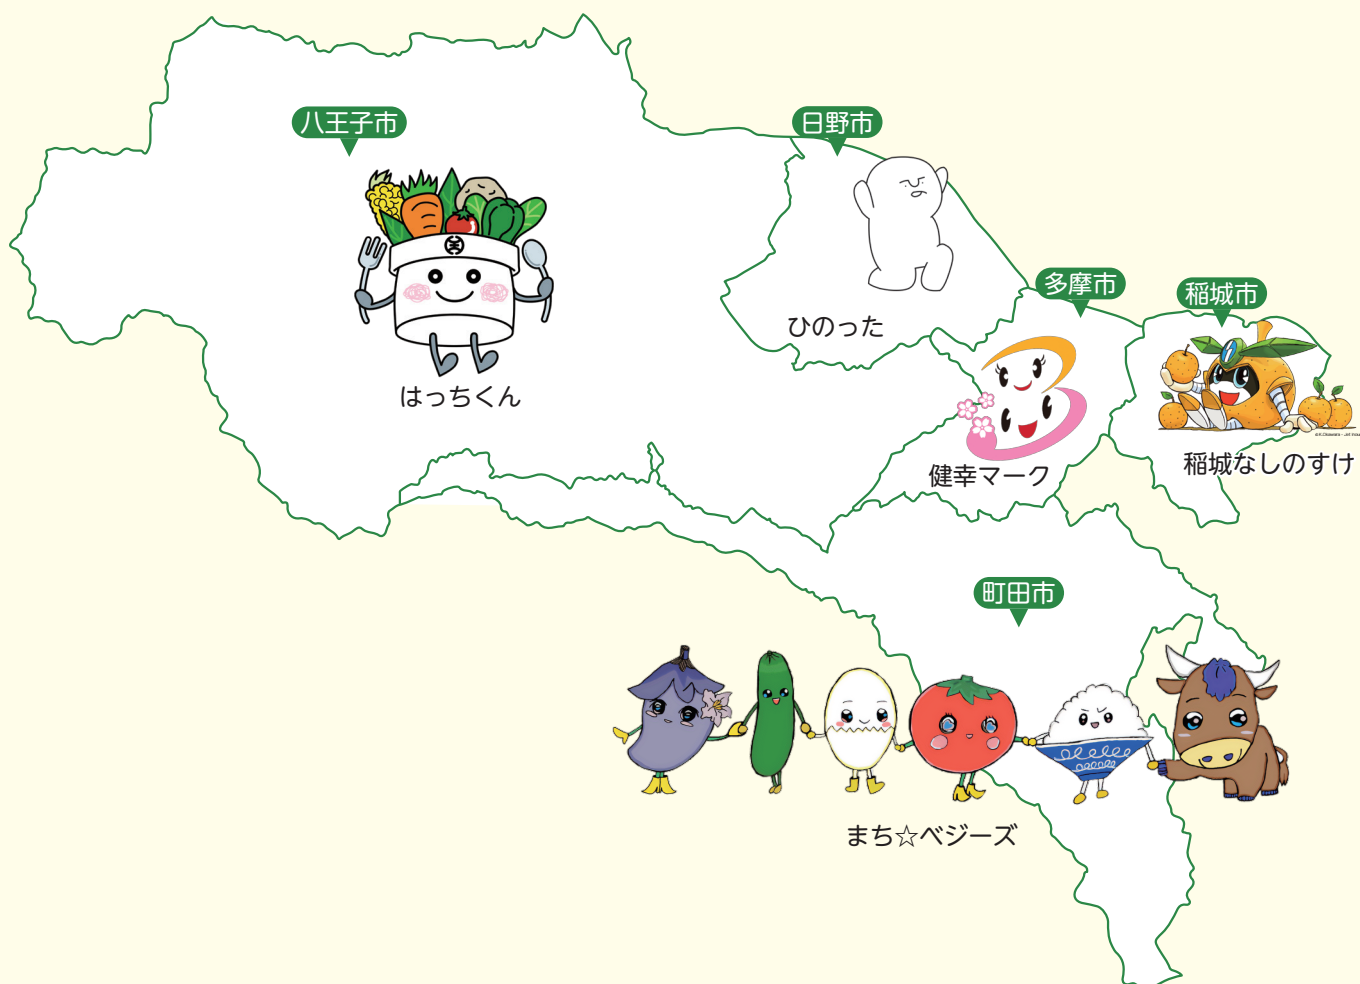 八王子市
日野市
多摩市
稲城市
ひのった
はっちくん
健幸マーク
稲城なしのすけ
町田市
まち☆ベジーズ